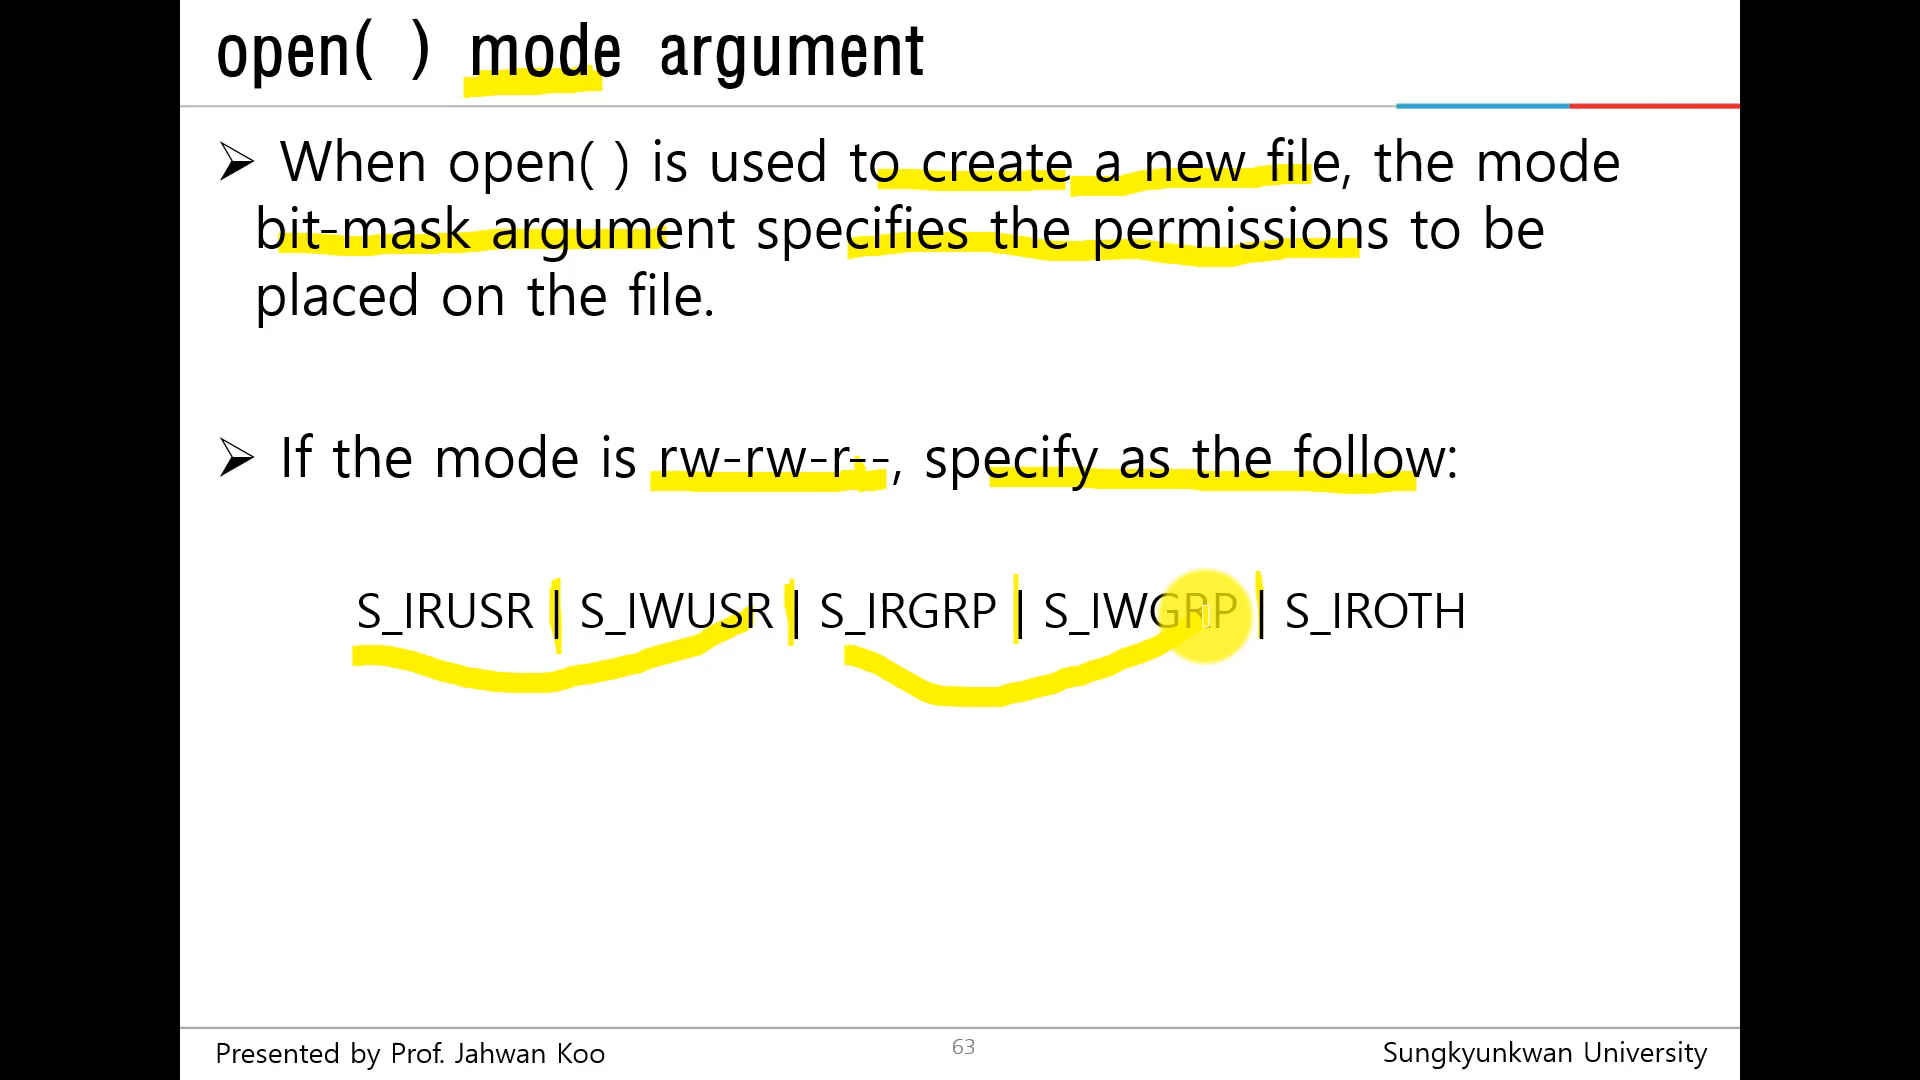 open( ) mode argument
➢ When open( ) is used to create a new file, the mode
bit-mask argument specifies the permissions to be
placed on the file.
➢ If the mode is rw-rw-r--, specify as the follow:
S_IRUSR | S_IWUSR | S_IRGRP | S_IWGRP | S_IROTH
Presented by Prof. Jahwan Koo
63
Sungkyunkwan University